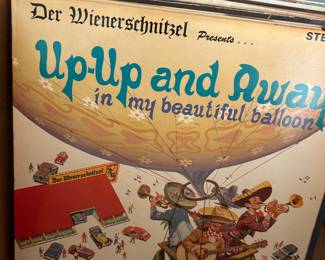 Der Wienerschnitzel Presents...
STE
Up-Up and Away
in my beautiful balloon
Der Wienerschnitzel